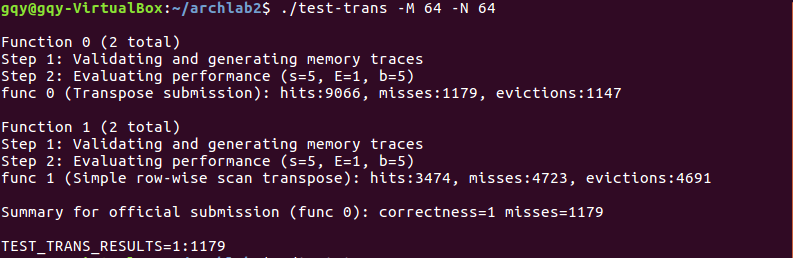 gqy@gqy-VirtualBox:~/archlab2$ ./test-trans -M 64 -N 64
Function 0 (2 total)
Step 1: Validating and generating memory traces
Step 2: Evaluating performance (s=5, E=1, b=5)
func 0 (Transpose submission): hits:9066, misses:1179, evictions:1147
Function 1 (2 total)
Step 1: Validating and generating memory traces
Step 2: Evaluating performance (s=5, E=1, b=5)
func 1 (Simple row-wise scan transpose): hits:3474, misses:4723, evictions:4691
Summary for official submission (func 0): correctness=1 misses=1179
TEST_TRANS_RESULTS=1:1179